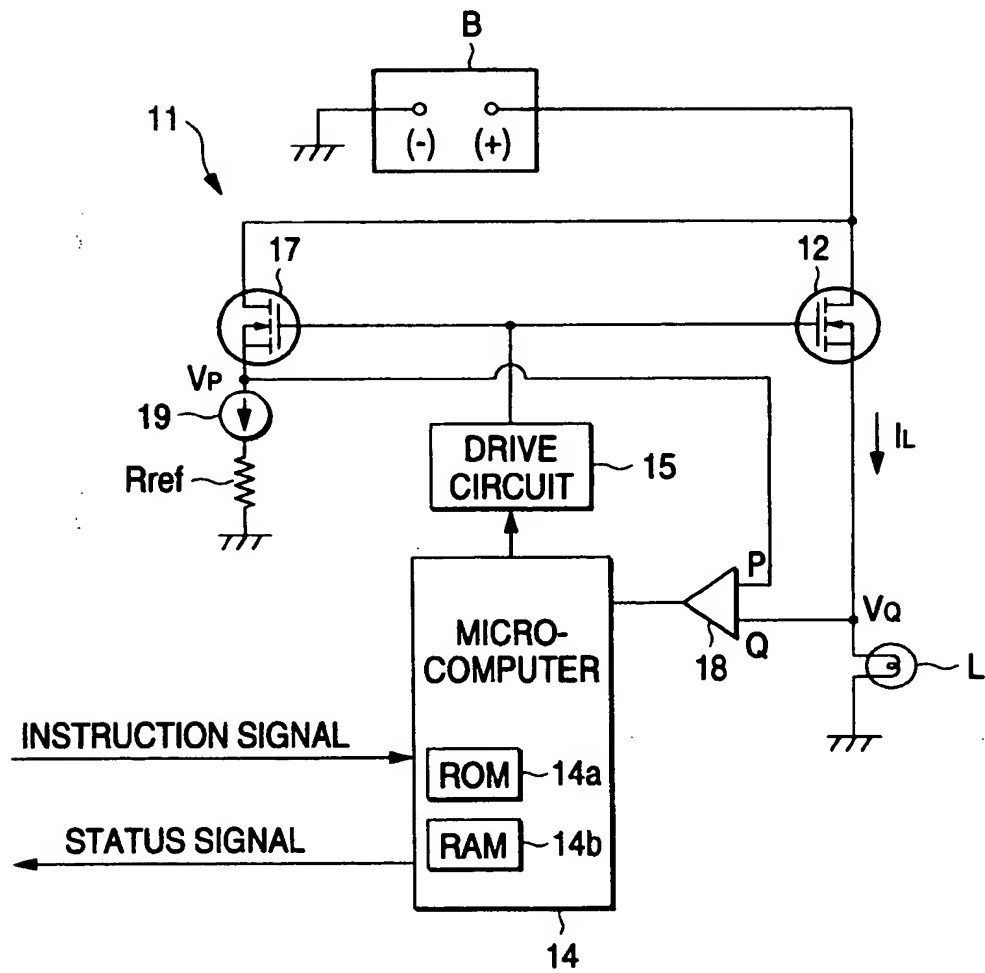 B
(-) (+)
11
17
12
VP
19
Rref
DRIVE
CIRCUIT
15
IL
P
Q
18
VQ
L
MICRO-
COMPUTER
INSTRUCTION SIGNAL
ROM
14a
STATUS SIGNAL
RAM
14b
14